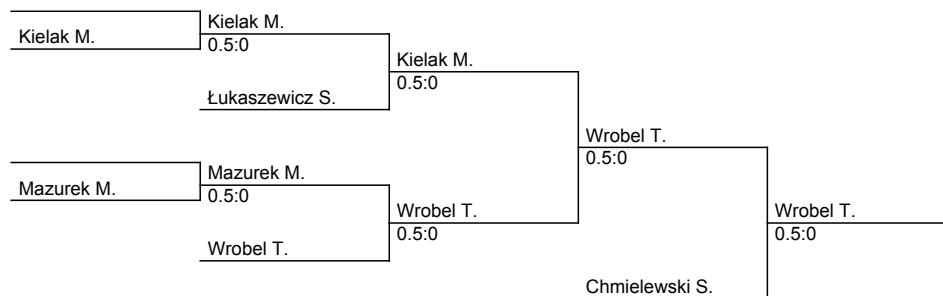 Kielak M.
Kielak M.
0.5:0
Kielak M.
0.5:0
Łukaszewicz S.
Wrobel T.
0.5:0
Mazurek M.
Mazurek M.
0.5:0
Wrobel T.
0.5:0
Wrobel T.
0.5:0
Wrobel T.
Chmielewski S.